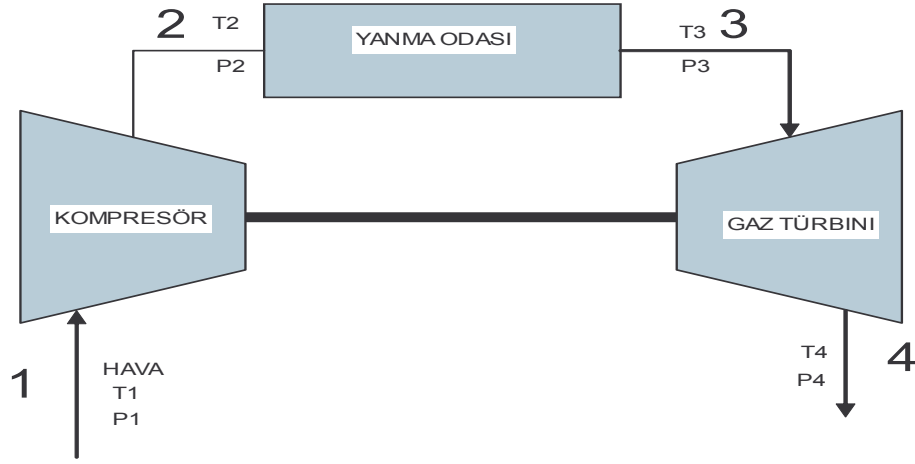 2
T2
P2
YANMA ODASI
T3
3
P3
KOMPRESÖR
GAZ TÜRBINI
1
HAVA
T1
P1
T4
P4
4